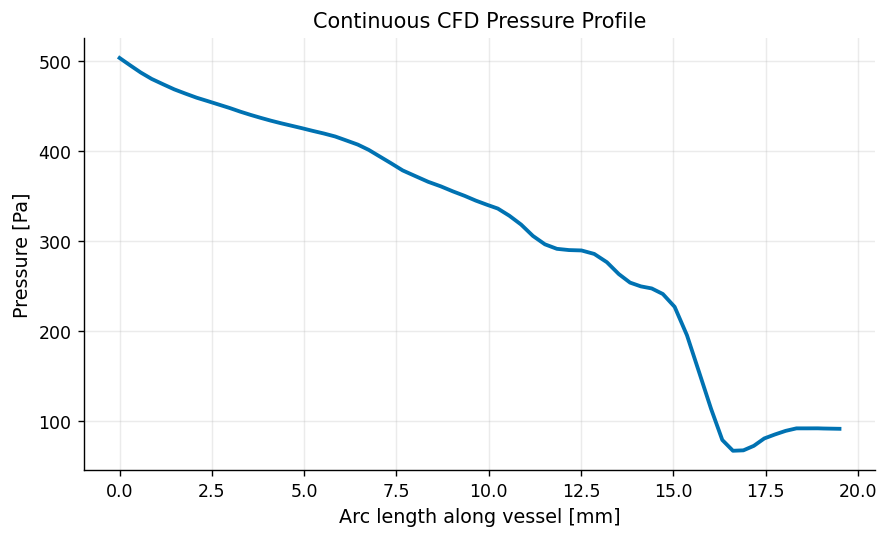 Continuous CFD Pressure Profile
Pressure [Pa]
500
400
300
200
100
0.0 2.5 5.0 7.5 10.0 12.5 15.0 17.5 20.0
Arc length along vessel [mm]